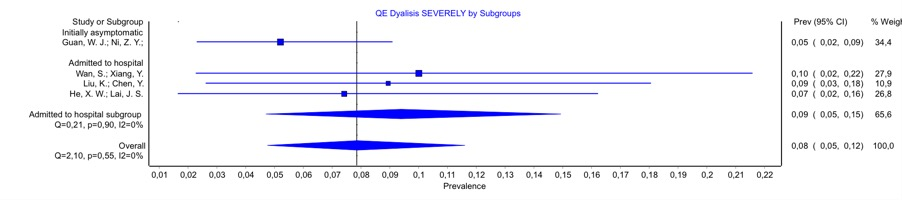 QE Dyalisis SEVERELY by Subgroups
Study or Subgroup Prev (95% CI) % Weigh
Initially asymptomatic
Guan, W. J.; Ni, Z. Y.; 0,05 ( 0,02, 0,09) 34,4
Admitted to hospital
Wan, S.; Xiang, Y. 0,10 ( 0,02, 0,22) 27,9
Liu, K.; Chen, Y. 0,09 ( 0,03, 0,18) 10,9
He, X. W.; Lai, J. S. 0,07 ( 0,02, 0,16) 26,8
Admitted to hospital subgroup 0,09 ( 0,05, 0,15) 65,6
Q=0,21, p=0,90, I2=0%
Overall 0,08 ( 0,05, 0,12) 100,0
Q=2,10, p=0,55, I2=0%
0,01 0,02 0,03 0,04 0,05 0,06 0,07 0,08 0,09 0,1 0,11 0,12 0,13 0,14 0,15 0,16 0,17 0,18 0,19 0,2 0,21 0,22
Prevalence